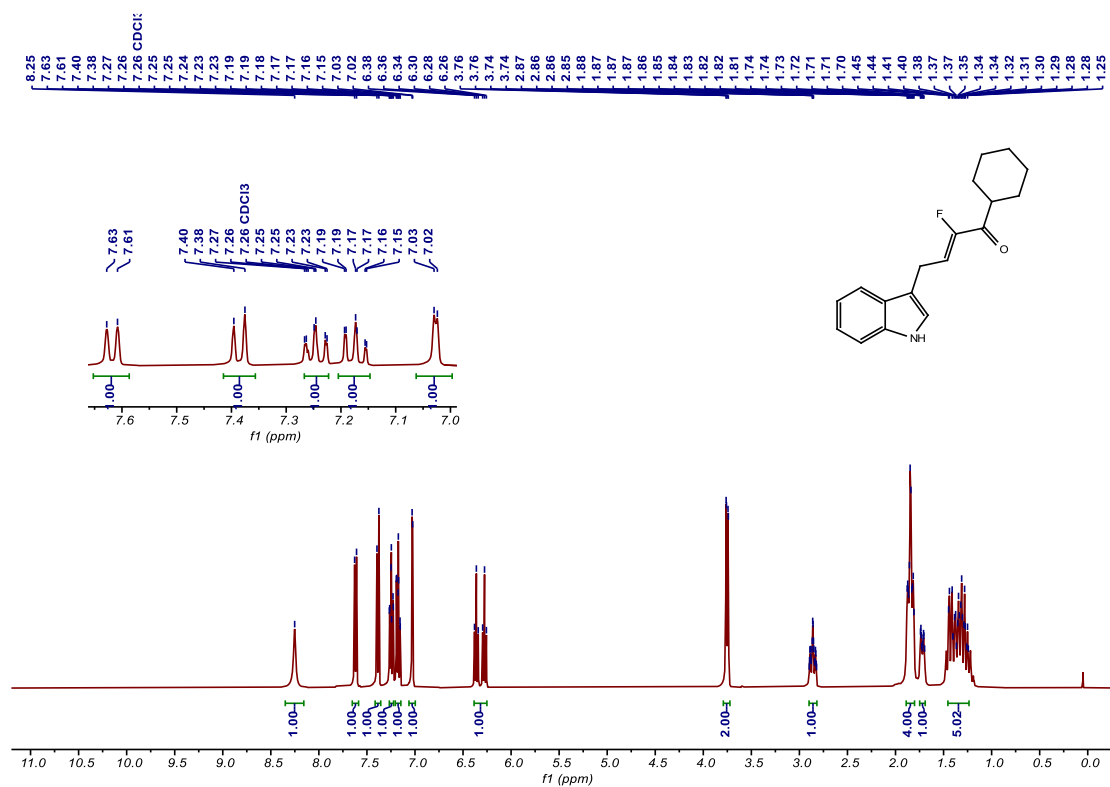 8.25 7.63 7.61 7.40 7.38 7.27 7.26 7.26 CDCl3 7.25 7.25 7.24 7.23 7.23 7.19 7.19 7.18 7.17 7.17 7.16 7.15 7.03 7.02 6.38 6.36 6.34 6.30 6.28 6.26 3.76 3.76 3.74 3.74 2.87 2.86 2.86 2.85 1.88 1.87 1.87 1.87 1.86 1.85 1.84 1.83 1.82 1.82 1.81 1.74 1.74 1.73 1.72 1.71 1.71 1.70 1.45 1.44 1.41 1.40 1.38 1.37 1.37 1.35 1.34 1.34 1.32 1.31 1.30 1.29 1.28 1.28 1.25
7.63 7.61 7.40 7.38 7.27 7.26 7.26 CDCl3 7.25 7.25 7.23 7.23 7.19 7.19 7.17 7.17 7.16 7.15 7.03 7.02
F
O
NH
1.00 1.00 1.00 1.00 1.00
7.6 7.5 7.4 7.3 7.2 7.1 7.0
f1 (ppm)
1.00 1.00 1.00 1.00 1.00 1.00 1.00 2.00 1.00 4.00 1.00 5.02
11.0 10.5 10.0 9.5 9.0 8.5 8.0 7.5 7.0 6.5 6.0 5.5 5.0 4.5 4.0 3.5 3.0 2.5 2.0 1.5 1.0 0.5 0.0
f1 (ppm)